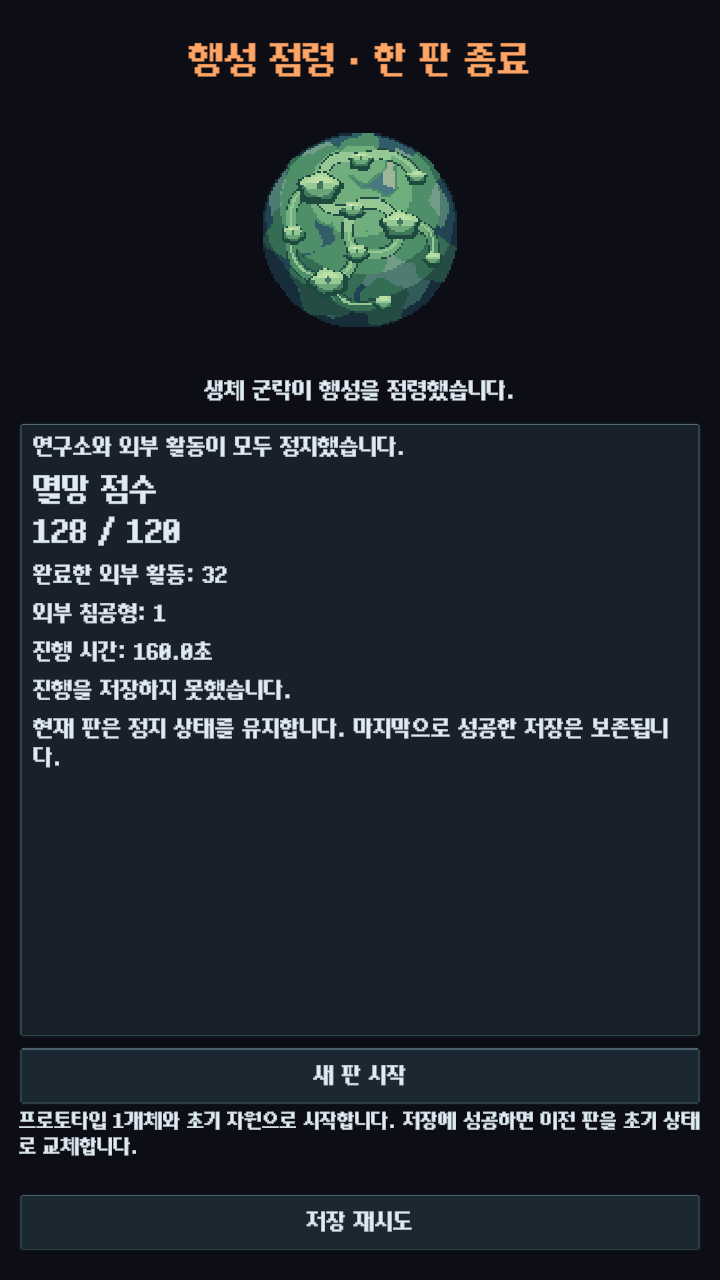 행성 점령 · 한 판 종료
생체 군락이 행성을 점령했습니다.
연구소와 외부 활동이 모두 정지했습니다.
멸망 점수
128 / 120
완료한 외부 활동: 32
외부 침공형: 1
진행 시간: 160.0초
진행을 저장하지 못했습니다.
현재 판은 정지 상태를 유지합니다. 마지막으로 성공한 저장은 보존됩니
다.
새 판 시작
프로토타입 1개체와 초기 자원으로 시작합니다. 저장에 성공하면 이전 판을 초기 상태
로 교체합니다.
저장 재시도